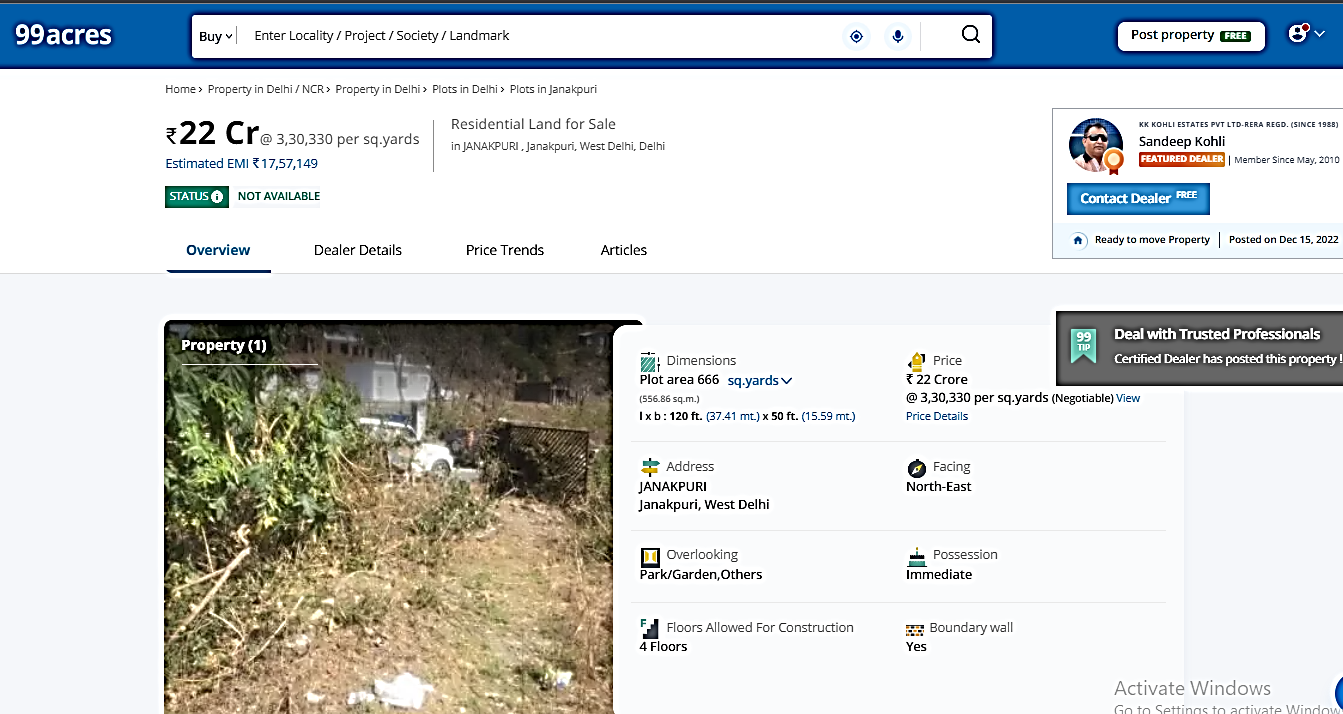 99acres
Buy
Enter Locality / Project / Society / Landmark
Post property FREE
Home > Property in Delhi / NCR > Property in Delhi > Plots in Delhi > Plots in Janakpuri
₹22 Cr @ 3,30,330 per sq.yards
Estimated EMI ₹17,57,149
Residential Land for Sale
in JANAKPURI , Janakpuri, West Delhi, Delhi
STATUS NOT AVAILABLE
KK KOHLI ESTATES PVT LTD-RERA REGD. (SINCE 1988)
Sandeep Kohli
FEATURED DEALER | Member Since May, 2010
Contact Dealer FREE
Ready to move Property | Posted on Dec 15, 2022
Overview Dealer Details Price Trends Articles
Property (1)
99 TIP
Deal with Trusted Professionals
Certified Dealer has posted this property !
Dimensions
Plot area 666 sq.yards
(556.86 sq.m.)
l x b : 120 ft. (37.41 mt.) x 50 ft. (15.59 mt.)
Price
₹ 22 Crore
@ 3,30,330 per sq.yards (Negotiable) View
Price Details
Address
JANAKPURI
Janakpuri, West Delhi
Facing
North-East
Overlooking
Park/Garden,Others
Possession
Immediate
Floors Allowed For Construction
4 Floors
Boundary wall
Yes
Activate Windows
Go to Settings to activate Window